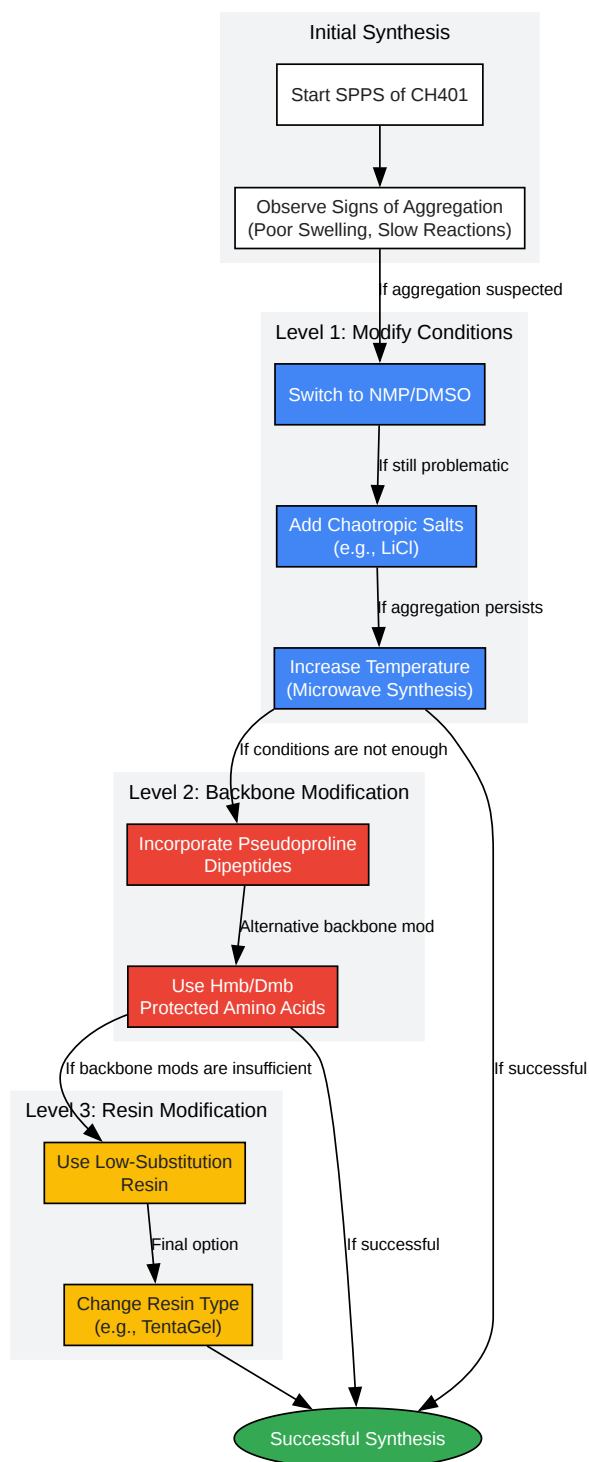 Initial Synthesis
Start SPPS of CH401
Observe Signs of Aggregation
(Poor Swelling, Slow Reactions)
If aggregation suspected
Level 1: Modify Conditions
Switch to NMP/DMSO
If still problematic
Add Chaotropic Salts
(e.g., LiCl)
If aggregation persists
Increase Temperature
(Microwave Synthesis)
If conditions are not enough
Level 2: Backbone Modification
Incorporate Pseudoproline
Dipeptides
Alternative backbone mod
Use Hmb/Dmb
Protected Amino Acids
If backbone mods are insufficient
If successful
Level 3: Resin Modification
Use Low-Substitution
Resin
Final option
If successful
Change Resin Type
(e.g., TentaGel)
Successful Synthesis